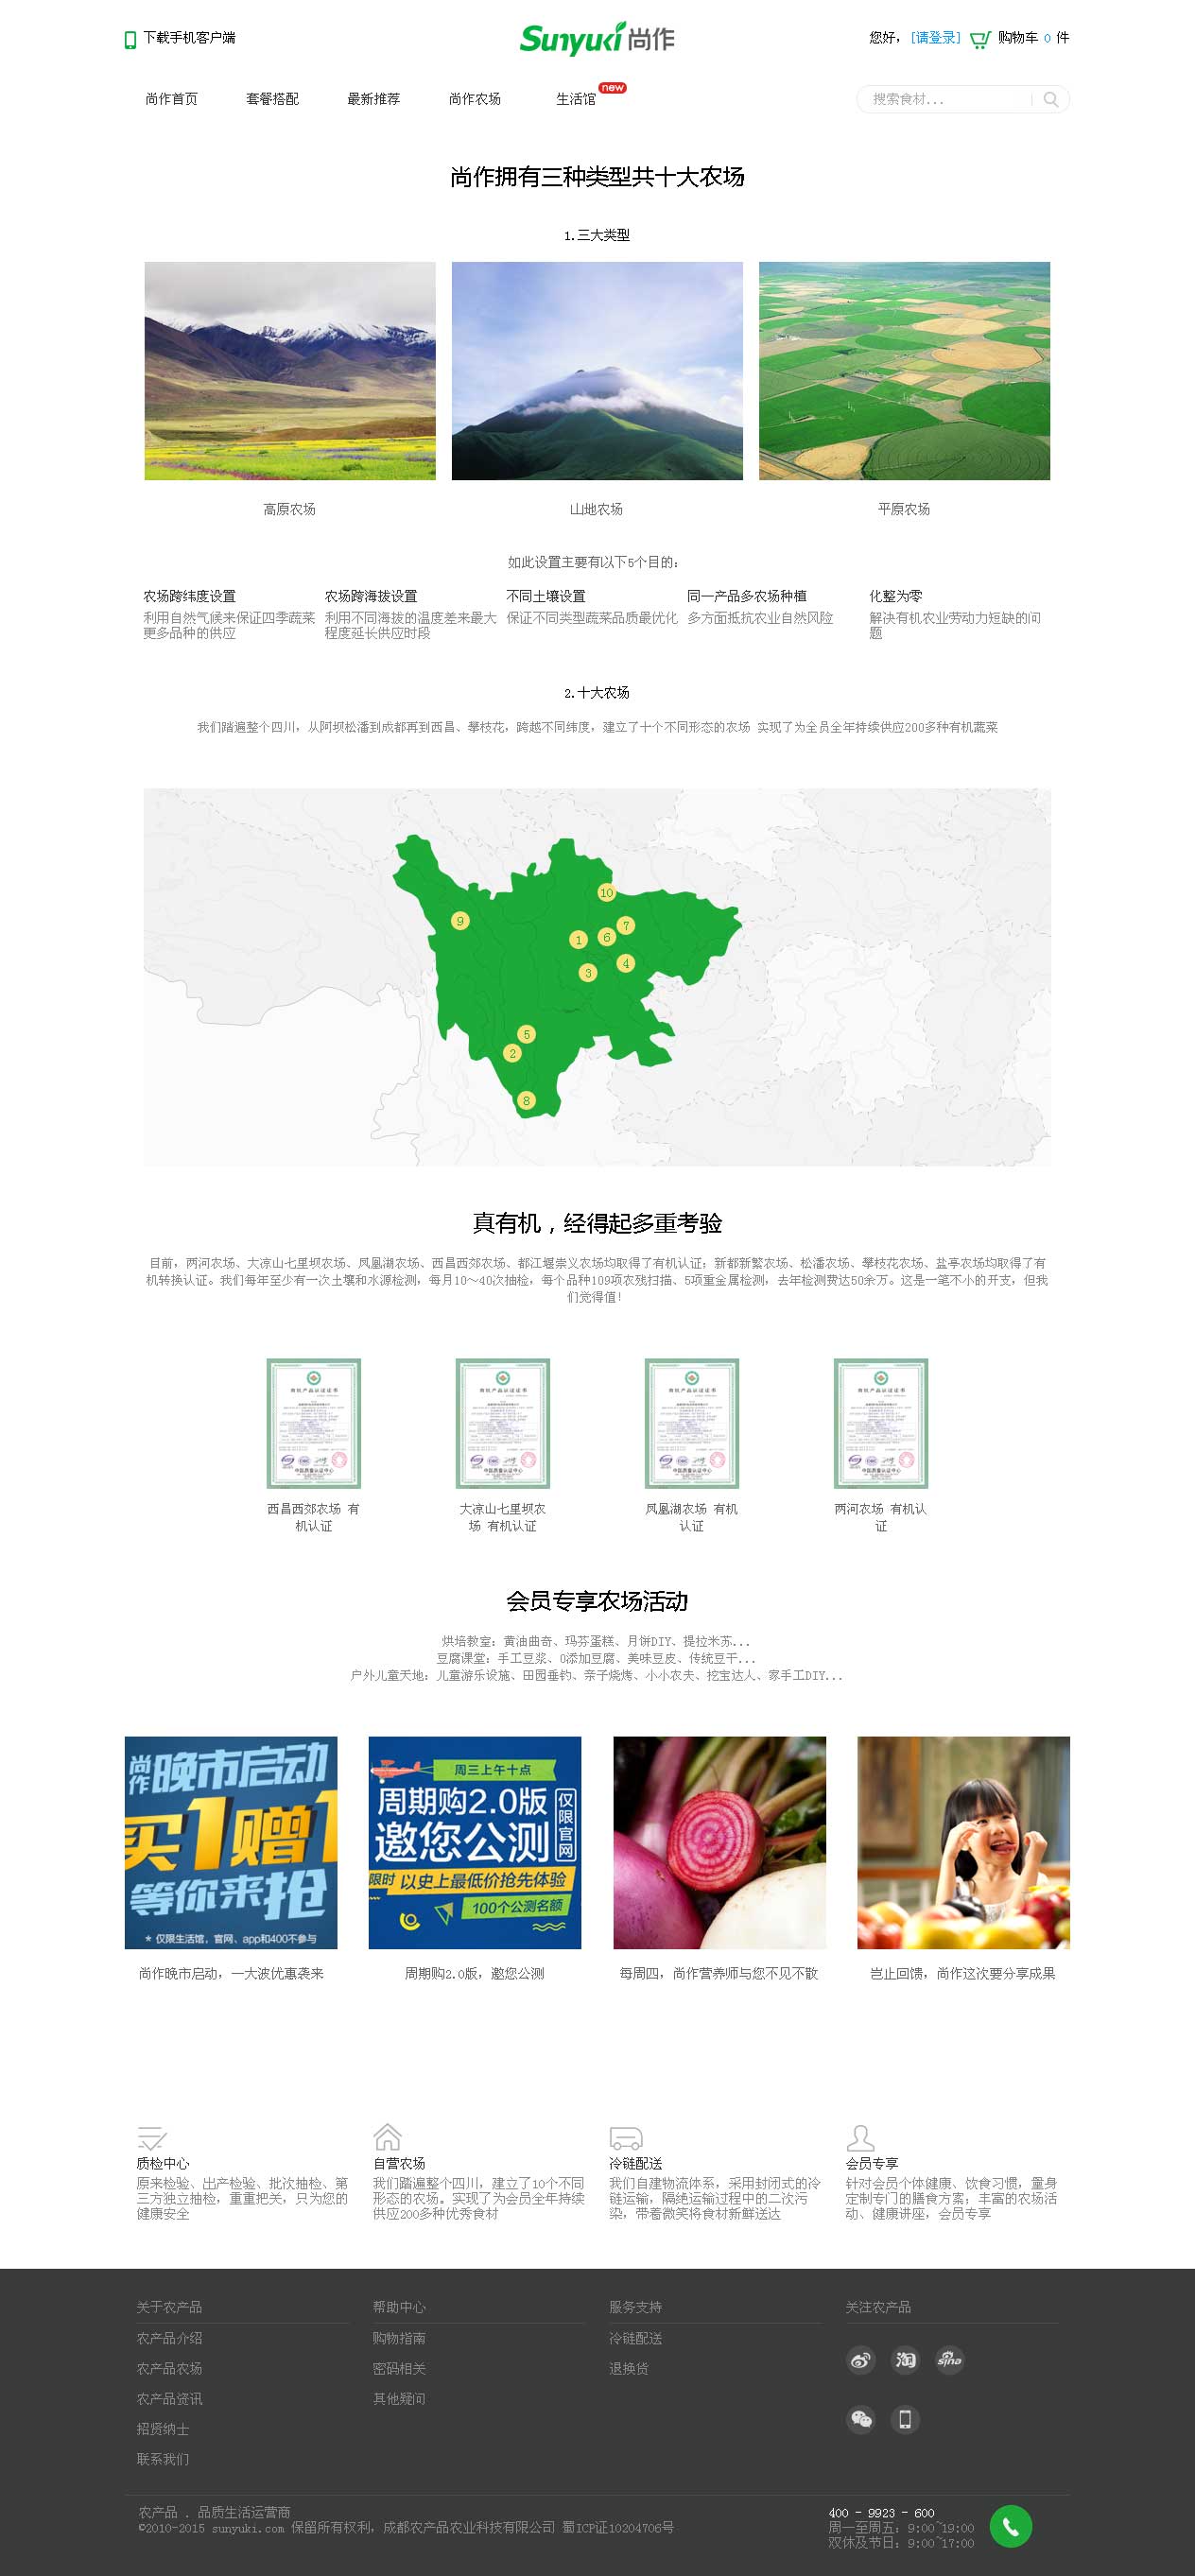 下载手机客户端
Sunyuki 尚作
您好，[请登录] 购物车 0 件
尚作首页 套餐搭配 最新推荐 尚作农场 生活馆 new
搜索食材...
尚作拥有三种类型共十大农场
1.三大类型
高原农场 山地农场 平原农场
如此设置主要有以下5个目的：
农场跨纬度设置
利用自然气候来保证四季蔬菜
更多品种的供应
农场跨海拔设置
利用不同海拔的温度差来最大
程度延长供应时段
不同土壤设置
保证不同类型蔬菜品质最优化
同一产品多农场种植
多方面抵抗农业自然风险
化整为零
解决有机农业劳动力短缺的问
题
2.十大农场
我们踏遍整个四川，从阿坝松潘到成都再到西昌、攀枝花，跨越不同纬度，建立了十个不同形态的农场 实现了为全员全年持续供应200多种有机蔬菜
10
9
7
1
6
4
3
5
2
8
真有机，经得起多重考验
目前，两河农场、大凉山七里坝农场、凤凰湖农场、西昌西郊农场、都江堰崇义农场均取得了有机认证；新都新繁农场、松潘农场、攀枝花农场、盐亭农场均取得了有
机转换认证。我们每年至少有一次土壤和水源检测，每月10～40次抽检，每个品种109项农残扫描、5项重金属检测，去年检测费达50余万。这是一笔不小的开支，但我
们觉得值！
有机产品认证证书
有机产品认证证书
有机产品认证证书
有机产品认证证书
西昌西郊农场 有
机认证
大凉山七里坝农
场 有机认证
凤凰湖农场 有机
认证
两河农场 有机认
证
会员专享农场活动
烘培教室：黄油曲奇、玛芬蛋糕、月饼DIY、提拉米苏...
豆腐课堂：手工豆浆、0添加豆腐、美味豆皮、传统豆干...
户外儿童天地：儿童游乐设施、田园垂钓、亲子烧烤、小小农夫、挖宝达人、家手工DIY...
尚作晚市启动
买1赠1
等你来抢
* 仅限生活馆，官网、app和400不参与
周三上午十点
周期购2.0版
邀您公测
仅限官网
限时 以史上最低价抢先体验
100个公测名额
尚作晚市启动，一大波优惠袭来
周期购2.0版，邀您公测
每周四，尚作营养师与您不见不散
岂止回馈，尚作这次要分享成果
质检中心
原来检验、出产检验、批次抽检、第
三方独立抽检，重重把关，只为您的
健康安全
自营农场
我们踏遍整个四川，建立了10个不同
形态的农场。实现了为会员全年持续
供应200多种优秀食材
冷链配送
我们自建物流体系，采用封闭式的冷
链运输，隔绝运输过程中的二次污
染，带着微笑将食材新鲜送达
会员专享
针对会员个体健康、饮食习惯，量身
定制专门的膳食方案；丰富的农场活
动、健康讲座，会员专享
关于农产品
农产品介绍
农产品农场
农产品资讯
招贤纳士
联系我们
帮助中心
购物指南
密码相关
其他疑问
服务支持
冷链配送
退换货
关注农产品
淘
sina
农产品 . 品质生活运营商
©2010-2015 sunyuki.com 保留所有权利，成都农产品农业科技有限公司 蜀ICP证10204706号
400 - 9923 - 600
周一至周五：9:00~19:00
双休及节日：9:00~17:00